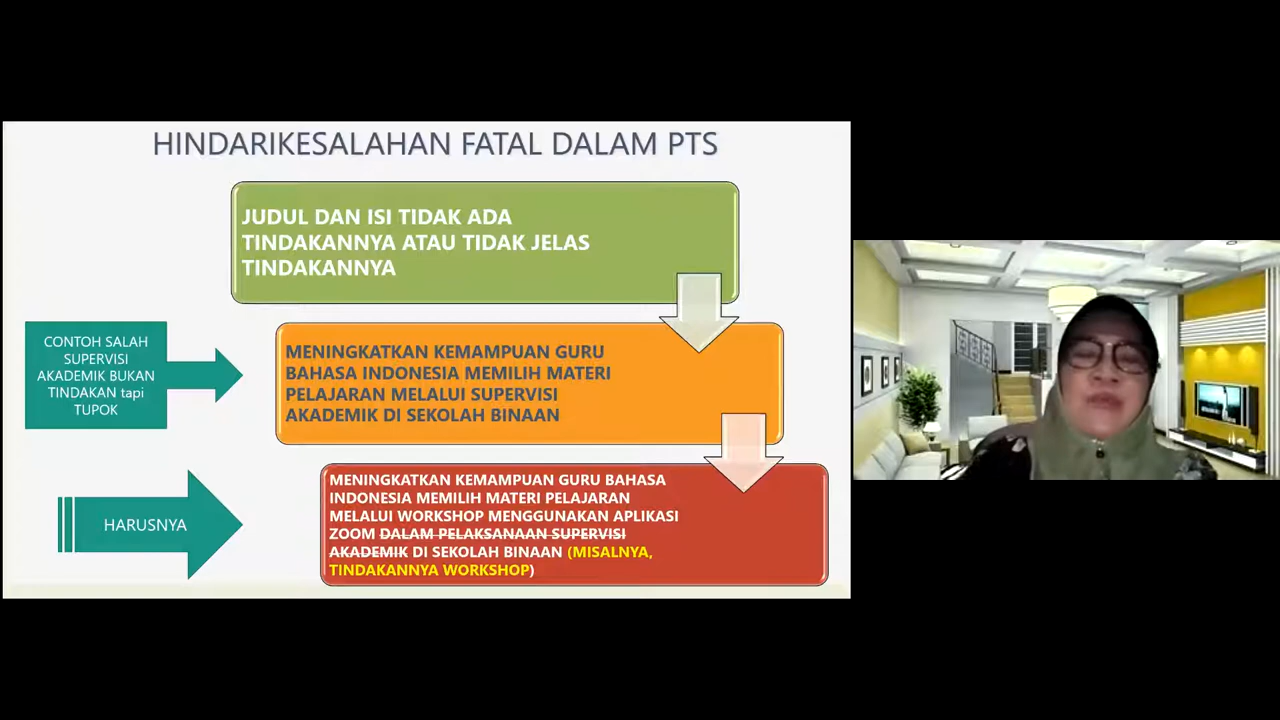 HINDARIKESALAHAN FATAL DALAM PTS
JUDUL DAN ISI TIDAK ADA
TINDAKANNYA ATAU TIDAK JELAS
TINDAKANNYA
CONTOH SALAH
SUPERVISI
AKADEMIK BUKAN
TINDAKAN tapi
TUPOK
MENINGKATKAN KEMAMPUAN GURU
BAHASA INDONESIA MEMILIH MATERI
PELAJARAN MELALUI SUPERVISI
AKADEMIK DI SEKOLAH BINAAN
HARUSNYA
MENINGKATKAN KEMAMPUAN GURU BAHASA
INDONESIA MEMILIH MATERI PELAJARAN
MELALUI WORKSHOP MENGGUNAKAN APLIKASI
ZOOM DALAM PELAKSANAAN SUPERVISI
AKADEMIK DI SEKOLAH BINAAN (MISALNYA,
TINDAKANNYA WORKSHOP)